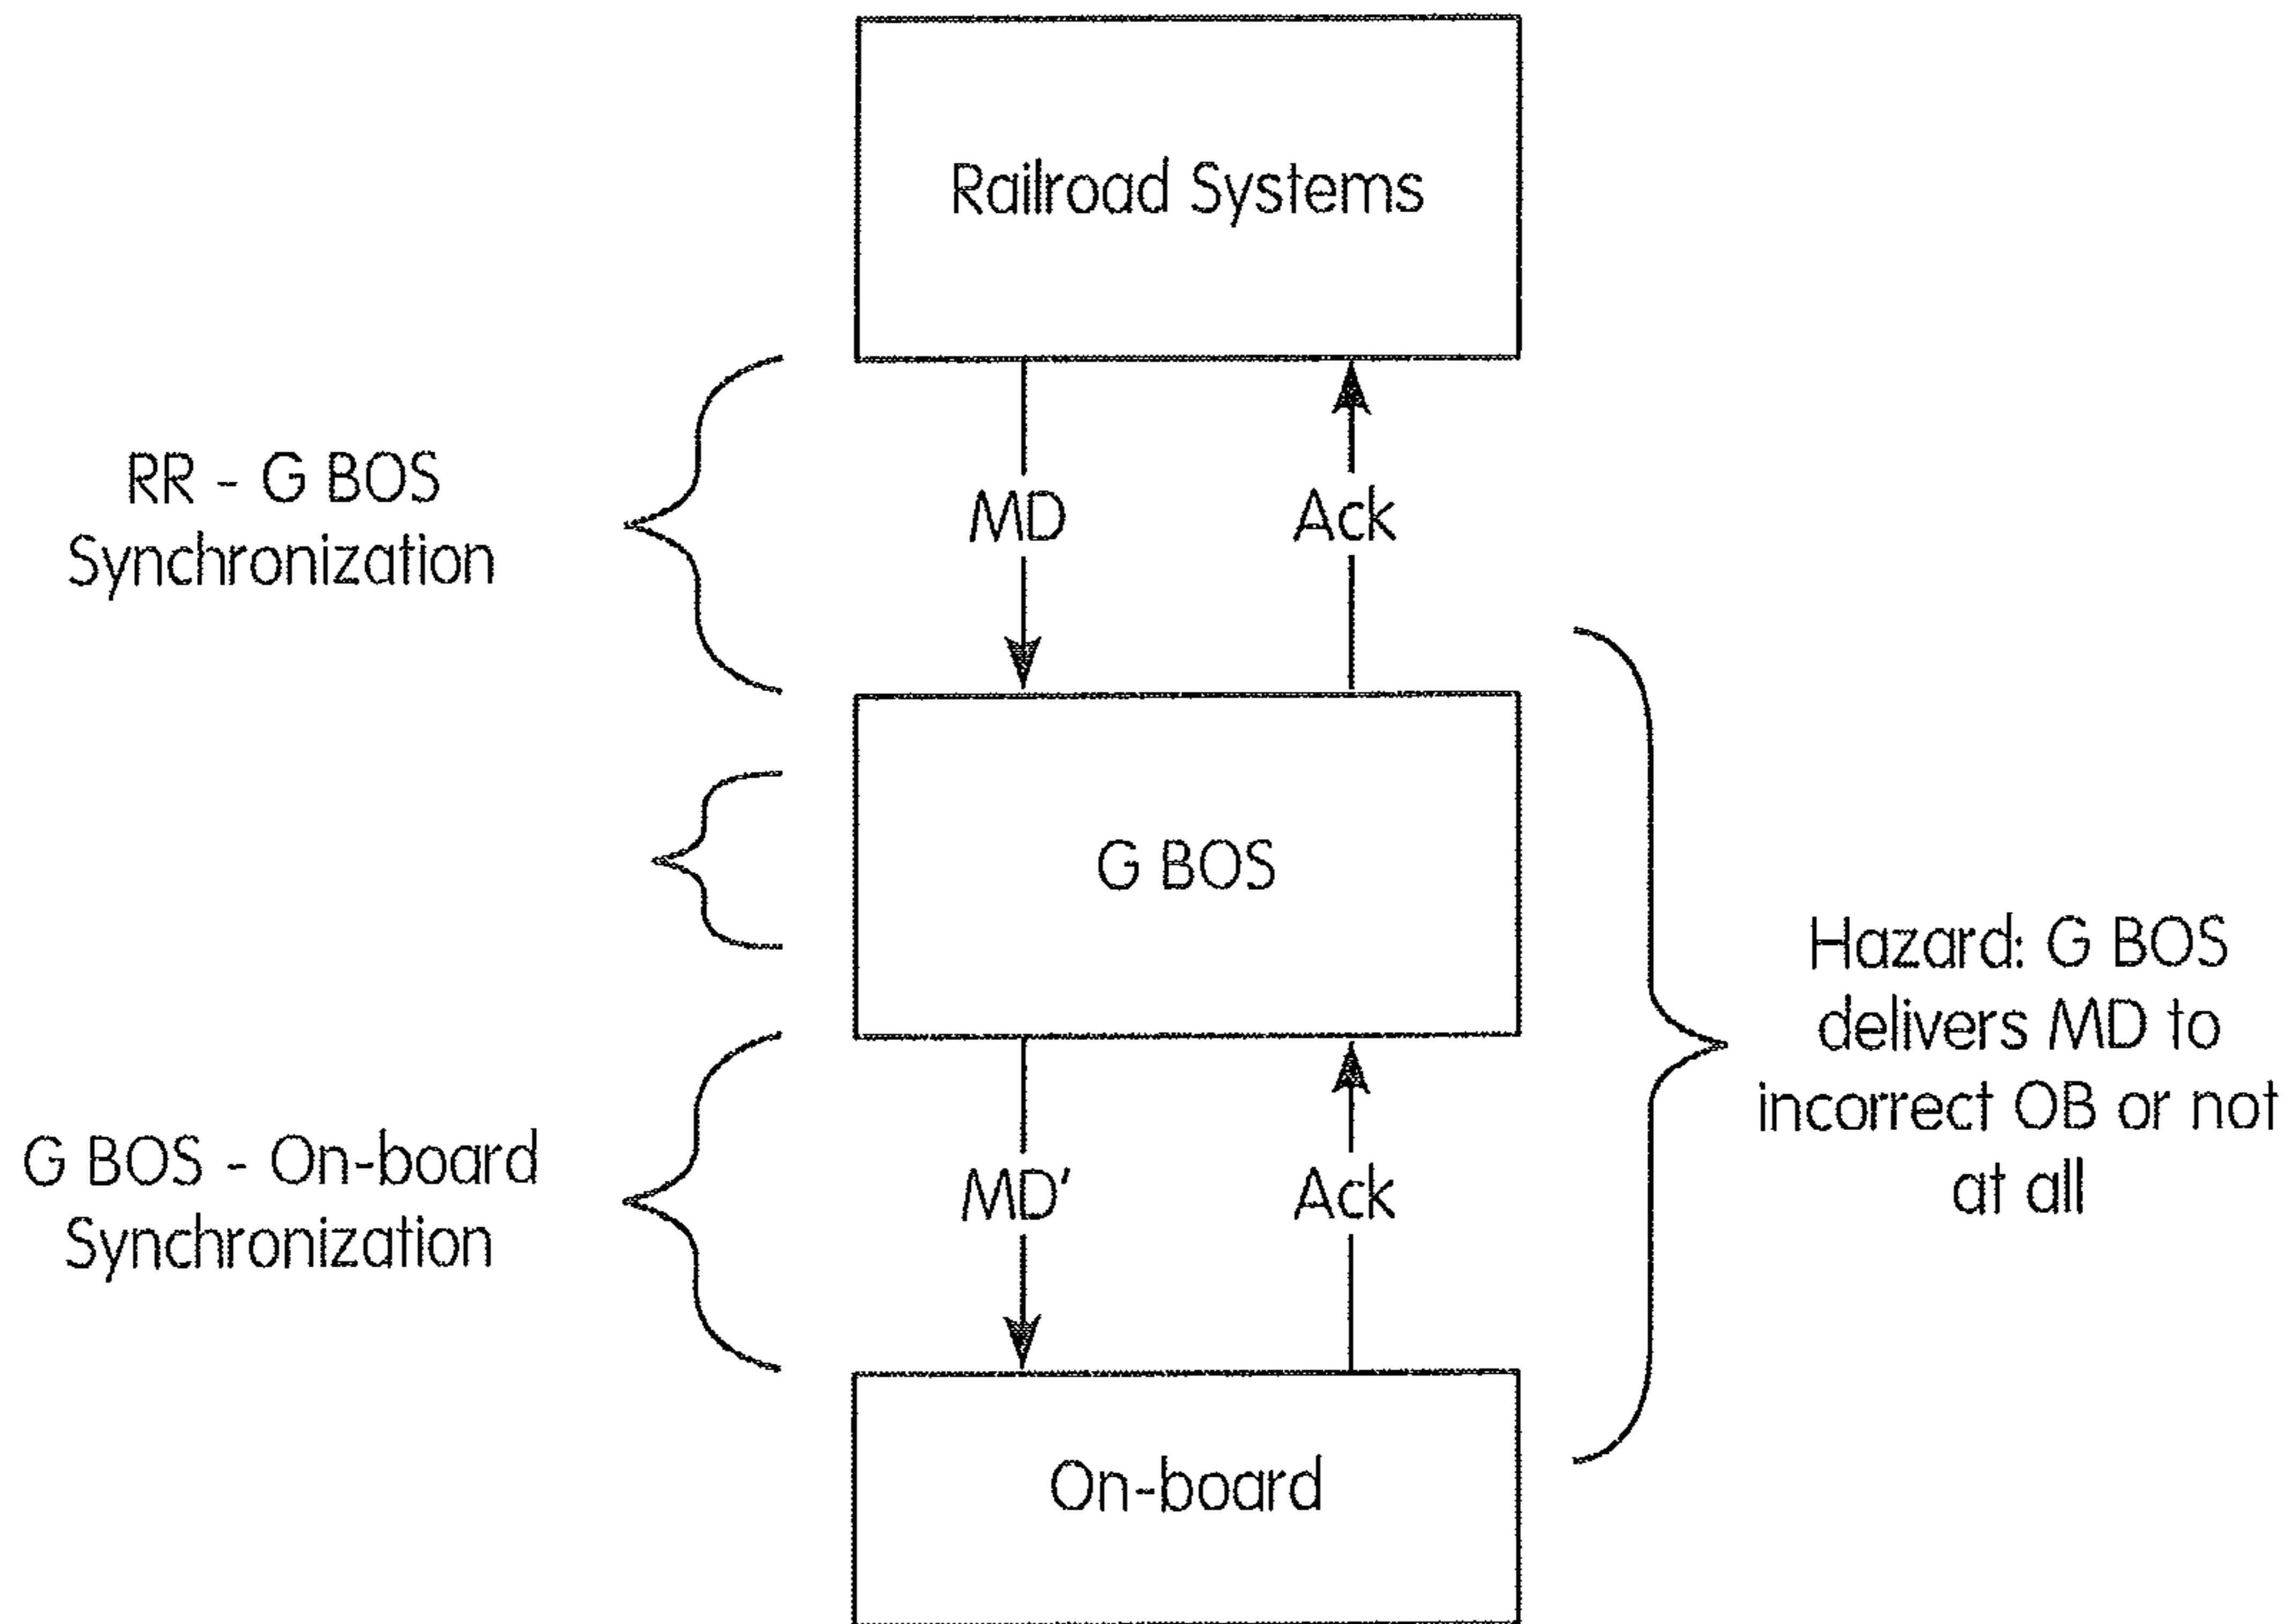 Railroad Systems
RR - G BOS
Synchronization
MD
Ack
G BOS
Hazard: G BOS
delivers MD to
incorrect OB or not
at all
G BOS - On-board
Synchronization
MD'
Ack
On-board